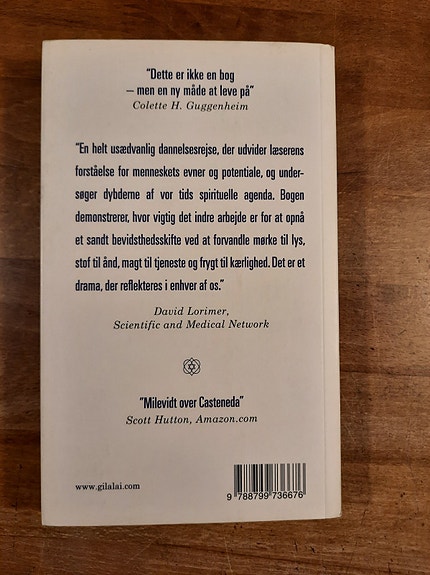 "Dette er ikke en bog
– men en ny måde at leve på"
Colette H. Guggenheim
"En helt usædvanlig dannelsesrejse, der udvider læserens
forståelse for menneskets evner og potentiale, og under-
søger dybderne af vor tids spirituelle agenda. Bogen
demonstrerer, hvor vigtig det indre arbejde er for at opnå
et sandt bevidsthedsskifte ved at forvandle mørke til lys,
stof til ånd, magt til tjeneste og frygt til kærlighed. Det er et
drama, der reflekteres i enhver af os."
David Lorimer,
Scientific and Medical Network
"Milevidt over Casteneda"
Scott Hutton, Amazon.com
www.gilalai.com
9 788799 736676